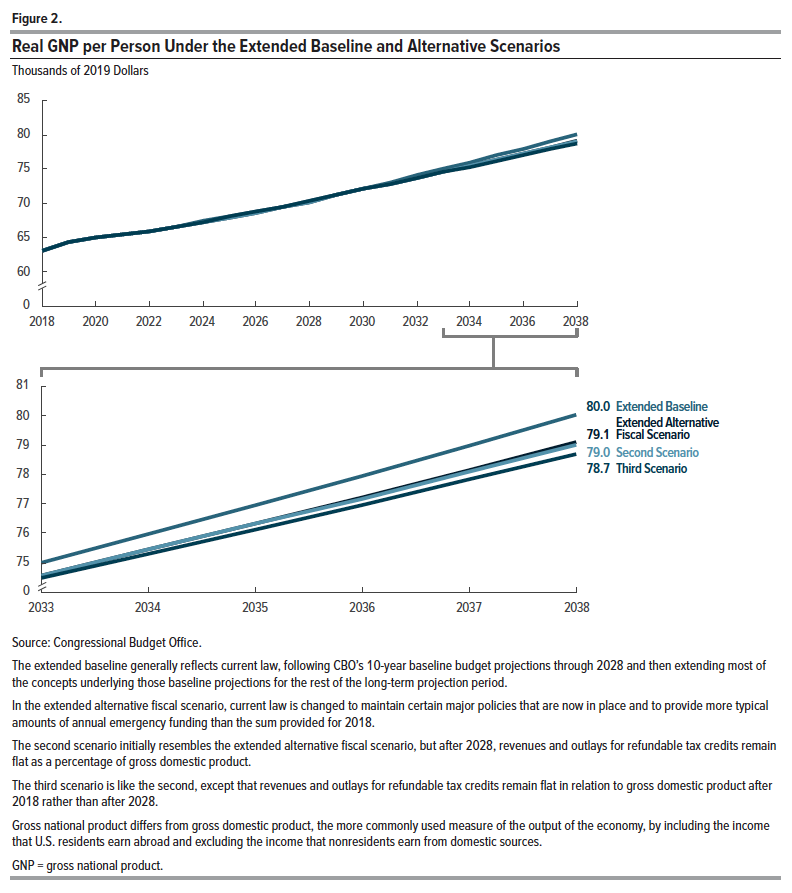 Figure 2.
Real GNP per Person Under the Extended Baseline and Alternative Scenarios
Thousands of 2019 Dollars
85
80
75
70
65
60
0
2018 2020 2022 2024 2026 2028 2030 2032 2034 2036 2038
81
80
79
78
77
76
75
0
2033 2034 2035 2036 2037 2038
80.0 Extended Baseline
Extended Alternative
79.1 Fiscal Scenario
79.0 Second Scenario
78.7 Third Scenario
Source: Congressional Budget Office.
The extended baseline generally reflects current law, following CBO's 10-year baseline budget projections through 2028 and then extending most of
the concepts underlying those baseline projections for the rest of the long-term projection period.
In the extended alternative fiscal scenario, current law is changed to maintain certain major policies that are now in place and to provide more typical
amounts of annual emergency funding than the sum provided for 2018.
The second scenario initially resembles the extended alternative fiscal scenario, but after 2028, revenues and outlays for refundable tax credits remain
flat as a percentage of gross domestic product.
The third scenario is like the second, except that revenues and outlays for refundable tax credits remain flat in relation to gross domestic product after
2018 rather than after 2028.
Gross national product differs from gross domestic product, the more commonly used measure of the output of the economy, by including the income
that U.S. residents earn abroad and excluding the income that nonresidents earn from domestic sources.
GNP = gross national product.